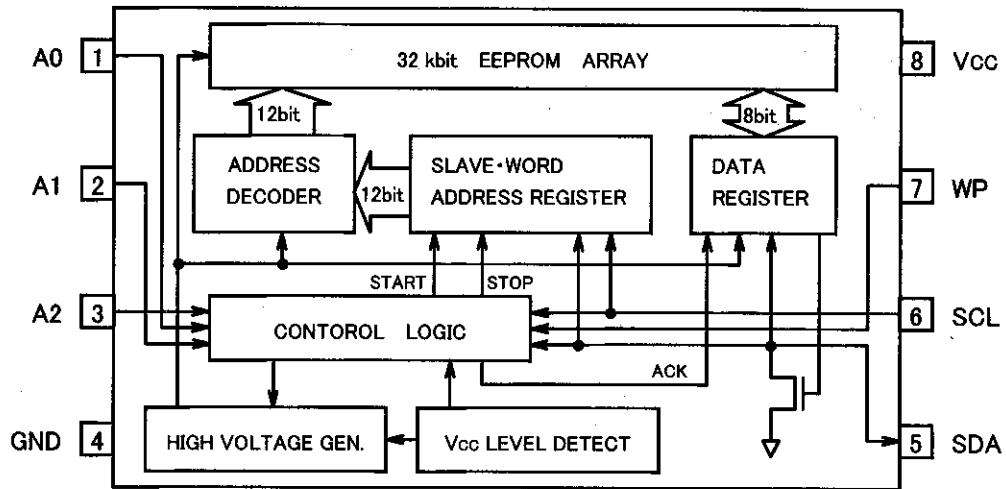 A0 1
32 kbit EEPROM ARRAY
8 Vcc
12bit
8bit
A1 2
ADDRESS
DECODER
12bit
SLAVE・WORD
ADDRESS REGISTER
DATA
REGISTER
7 WP
START
STOP
A2 3
CONTOROL LOGIC
6 SCL
ACK
GND 4
HIGH VOLTAGE GEN.
Vcc LEVEL DETECT
5 SDA